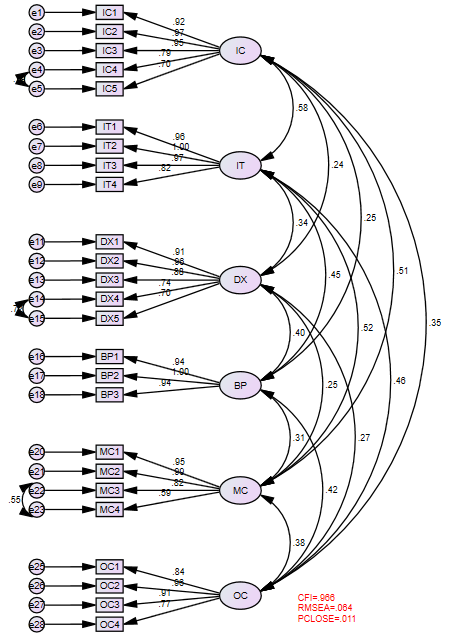 e1 IC1 .92
e2 IC2 .97
e3 IC3 .95 IC
e4 IC4 .79
e5 IC5 .70
.58
e6 IT1 .96
e7 IT2 1.00
e8 IT3 .97 IT .24
e9 IT4 .82
.25
.34
e11 DX1 .91
e12 DX2 .98
e13 DX3 .88 DX .45 .51
e14 DX4 .74
e15 DX5 .70
.52 .35
.40
e16 BP1 .94
e17 BP2 1.00
e18 BP3 .94 BP .25 .46
.31 .27
e20 MC1 .95
e21 MC2 .99
e22 MC3 .82 MC .42
e23 MC4 .59
.55
.38
e25 OC1 .84
e26 OC2
e27 OC3 .91 OC
e28 OC4 .77
CFI=.966
RMSEA=.064
PCLOSE=.011